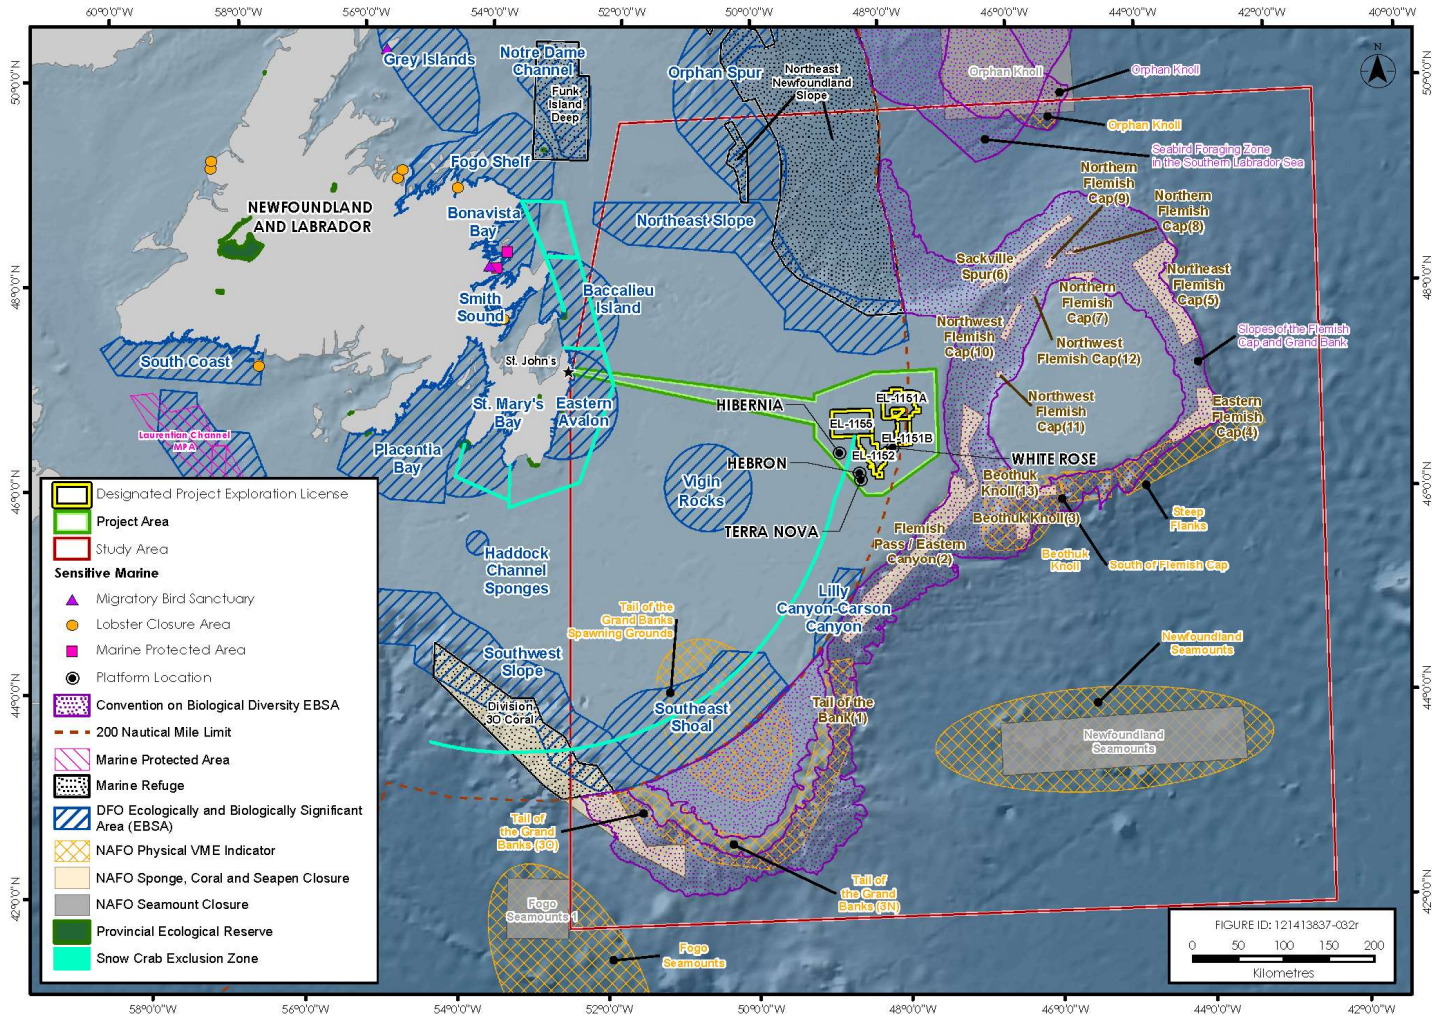 60°0'0"W
58°0'0"W
56°0'0"W
54°0'0"W
52°0'0"W
50°0'0"W
48°0'0"W
46°0'0"W
44°0'0"W
42°0'0"W
40°0'0"W
50°0'0"N
48°0'0"N
46°0'0"N
44°0'0"N
42°0'0"N
50°0'0"N
48°0'0"N
46°0'0"N
44°0'0"N
42°0'0"N
N
Grey Islands
Notre Dame
Channel
Funk
Island
Deep
Orphan Spur
Northeast
Newfoundland
Slope
Orphan Knoll
Orphan Knoll
Orphan Knoll
Seabird Foraging Zone
in the Southern Labrador Sea
Fogo Shelf
NEWFOUNDLAND
AND LABRADOR
Bonavista
Bay
Northeast Slope
Northern
Flemish
Cap(9)
Northern
Flemish
Cap(8)
Sackville
Spur(6)
Northeast
Flemish
Cap(5)
Northern
Flemish
Cap(7)
Smith
Sound
Baccalieu
Island
Northwest
Flemish
Cap(10)
Northwest
Flemish Cap(12)
Slopes of the Flemish
Cap and Grand Bank
South Coast
St. John's
St. Mary's
Bay
Eastern
Avalon
HIBERNIA
EL-1151A
EL-1155
EL-1151B
EL-1152
Northwest
Flemish
Cap(11)
Eastern
Flemish
Cap(4)
Laurentian Channel
MPA
Placentia
Bay
HEBRON
WHITE ROSE
Vigin
Rocks
Beothuk
Knoll(13)
Beothuk Knoll(3)
Steep
Flanks
TERRA NOVA
Flemish
Pass / Eastern
Canyon(2)
Beothuk
Knoll
South of Flemish Cap
Haddock
Channel
Sponges
Lilly
Canyon-Carson
Canyon
Tail of the
Grand Banks
Spawning Grounds
Newfoundland
Seamounts
Southwest
Slope
Division
3O Coral
Southeast
Shoal
Tail of the
Bank(1)
Newfoundland
Seamounts
Tail of
the Grand
Banks (3O)
Tail of
the Grand
Banks (3N)
Fogo
Seamounts 1
Fogo
Seamounts
Designated Project Exploration License
Project Area
Study Area
Sensitive Marine
Migratory Bird Sanctuary
Lobster Closure Area
Marine Protected Area
Platform Location
Convention on Biological Diversity EBSA
200 Nautical Mile Limit
Marine Protected Area
Marine Refuge
DFO Ecologically and Biologically Significant
Area (EBSA)
NAFO Physical VME Indicator
NAFO Sponge, Coral and Seapen Closure
NAFO Seamount Closure
Provincial Ecological Reserve
Snow Crab Exclusion Zone
FIGURE ID: 121413837-032r
0 50 100 150 200
Kilometres
58°0'0"W
56°0'0"W
54°0'0"W
52°0'0"W
50°0'0"W
48°0'0"W
46°0'0"W
44°0'0"W
42°0'0"W